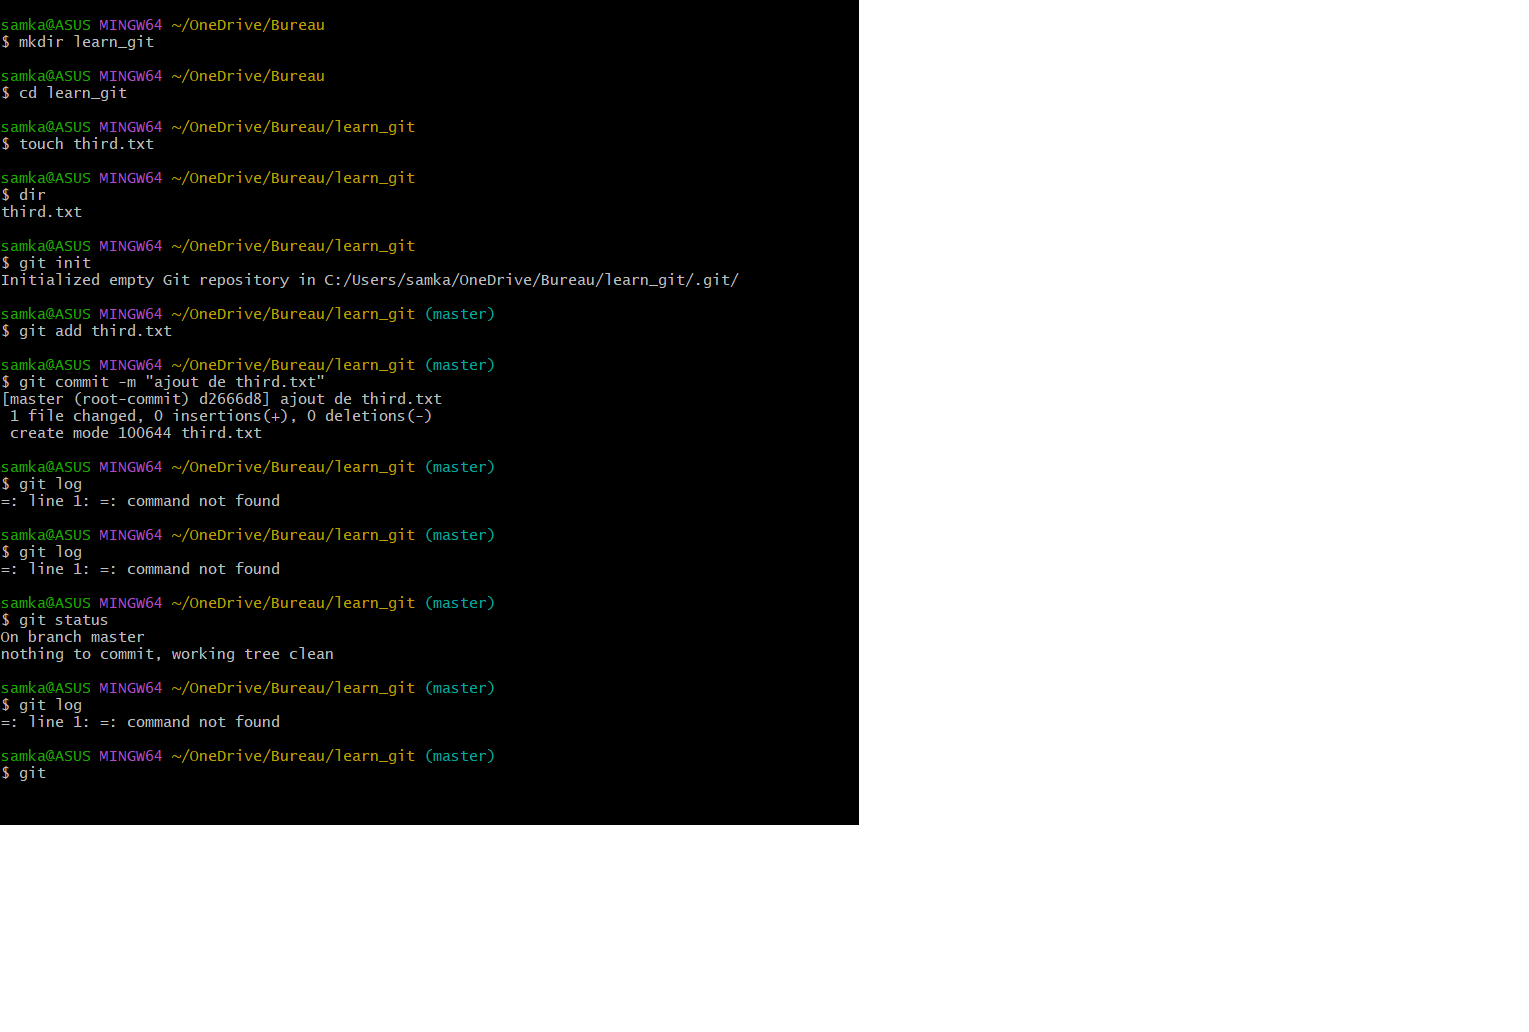 samka@ASUS MINGW64 ~/OneDrive/Bureau
$ mkdir learn_git
samka@ASUS MINGW64 ~/OneDrive/Bureau
$ cd learn_git
samka@ASUS MINGW64 ~/OneDrive/Bureau/learn_git
$ touch third.txt
samka@ASUS MINGW64 ~/OneDrive/Bureau/learn_git
$ dir
third.txt
samka@ASUS MINGW64 ~/OneDrive/Bureau/learn_git
$ git init
Initialized empty Git repository in C:/Users/samka/OneDrive/Bureau/learn_git/.git/
samka@ASUS MINGW64 ~/OneDrive/Bureau/learn_git (master)
$ git add third.txt
samka@ASUS MINGW64 ~/OneDrive/Bureau/learn_git (master)
$ git commit -m "ajout de third.txt"
[master (root-commit) d2666d8] ajout de third.txt
 1 file changed, 0 insertions(+), 0 deletions(-)
 create mode 100644 third.txt
samka@ASUS MINGW64 ~/OneDrive/Bureau/learn_git (master)
$ git log
=: line 1: =: command not found
samka@ASUS MINGW64 ~/OneDrive/Bureau/learn_git (master)
$ git log
=: line 1: =: command not found
samka@ASUS MINGW64 ~/OneDrive/Bureau/learn_git (master)
$ git status
On branch master
nothing to commit, working tree clean
samka@ASUS MINGW64 ~/OneDrive/Bureau/learn_git (master)
$ git log
=: line 1: =: command not found
samka@ASUS MINGW64 ~/OneDrive/Bureau/learn_git (master)
$ git